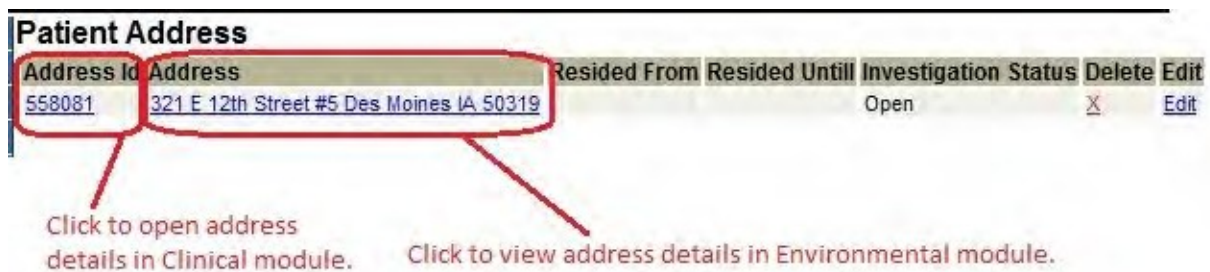 Patient Address
Address Id Address Resided From Resided Untill Investigation Status Delete Edit
558081 321 E 12th Street #5 Des Moines IA 50319 Open X Edit
Click to open address
details in Clinical module.
Click to view address details in Environmental module.